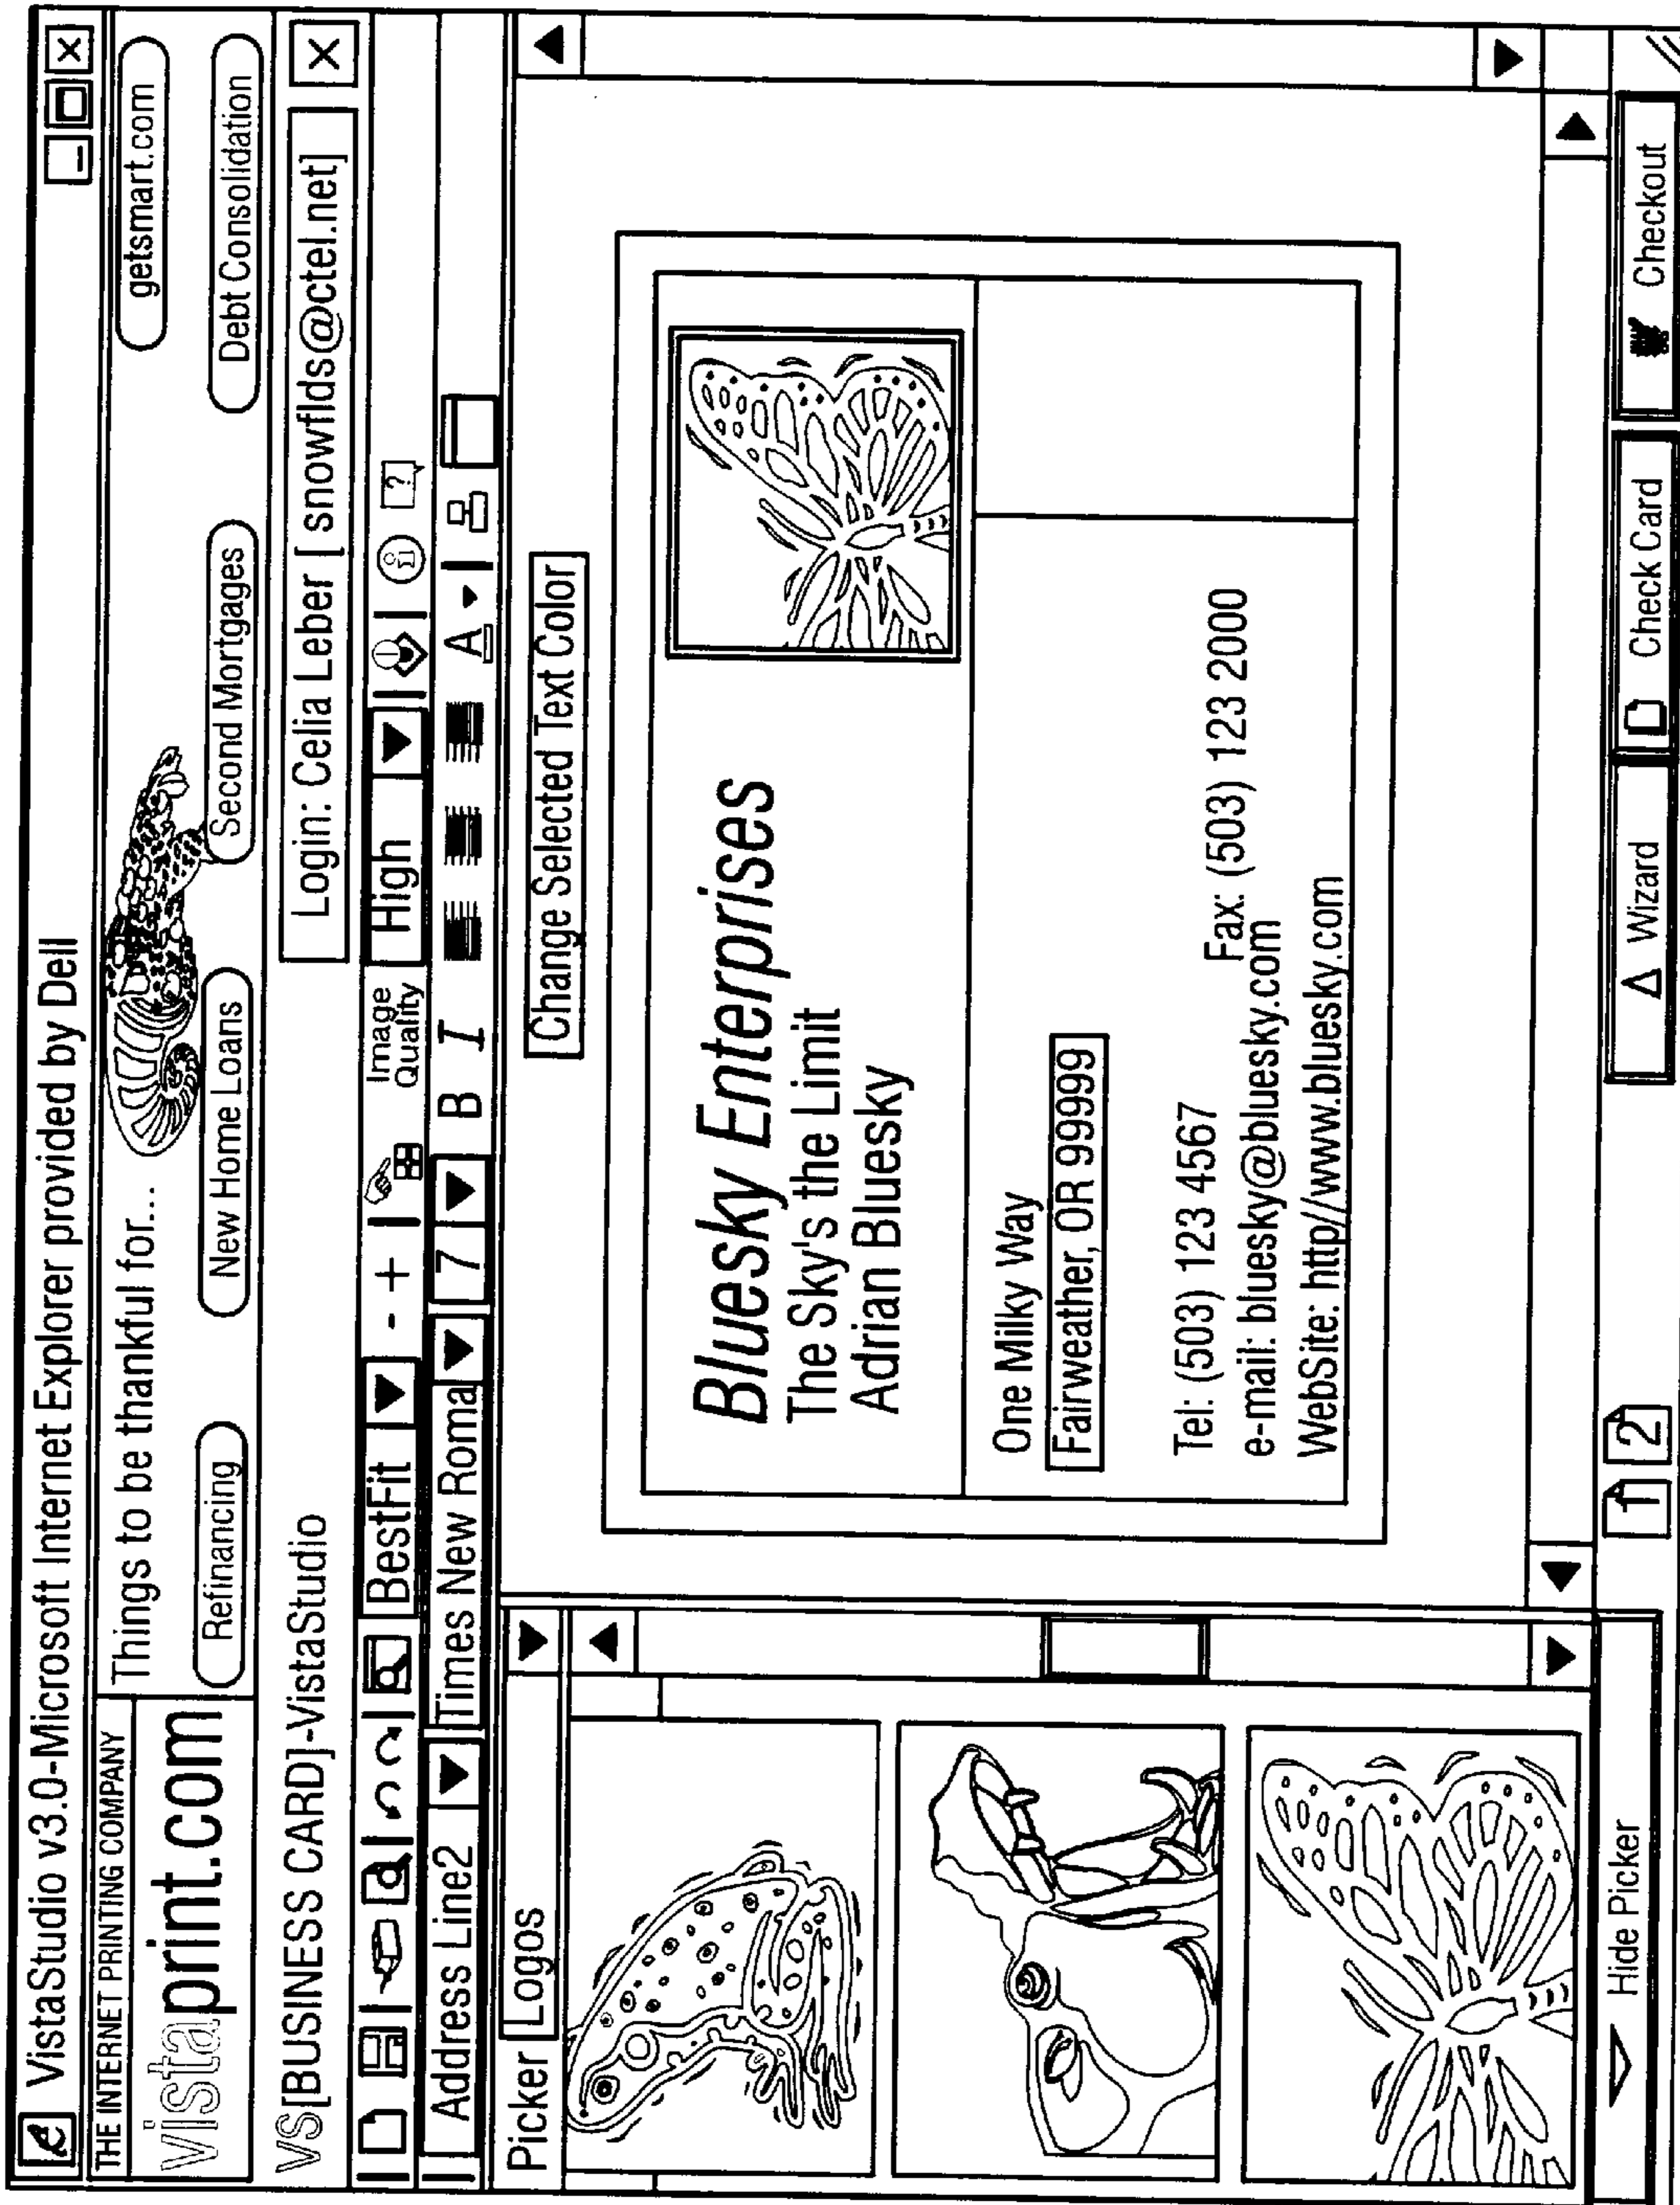 VistaStudio v3.0-Microsoft Internet Explorer provided by Dell
THE INTERNET PRINTING COMPANY
vistaprint.com
Things to be thankful for...
getsmart.com
Refinancing
New Home Loans
Second Mortgages
Debt Consolidation
VS[BUSINESS CARD]-VistaStudio
Login: Celia Leber [ snowflds@ctel.net]
BestFit
- +
Image
Quality
High
i
?
Address Line2
Times New Roma
7
B I
A
Picker
Logos
Change Selected Text Color
Bluesky Enterprises
The Sky's the Limit
Adrian Bluesky
One Milky Way
Fairweather, OR 99999
Tel: (503) 123 4567
Fax: (503) 123 2000
e-mail: bluesky@bluesky.com
WebSite: http//www.bluesky.com
Hide Picker
1 2
Wizard
Check Card
Checkout